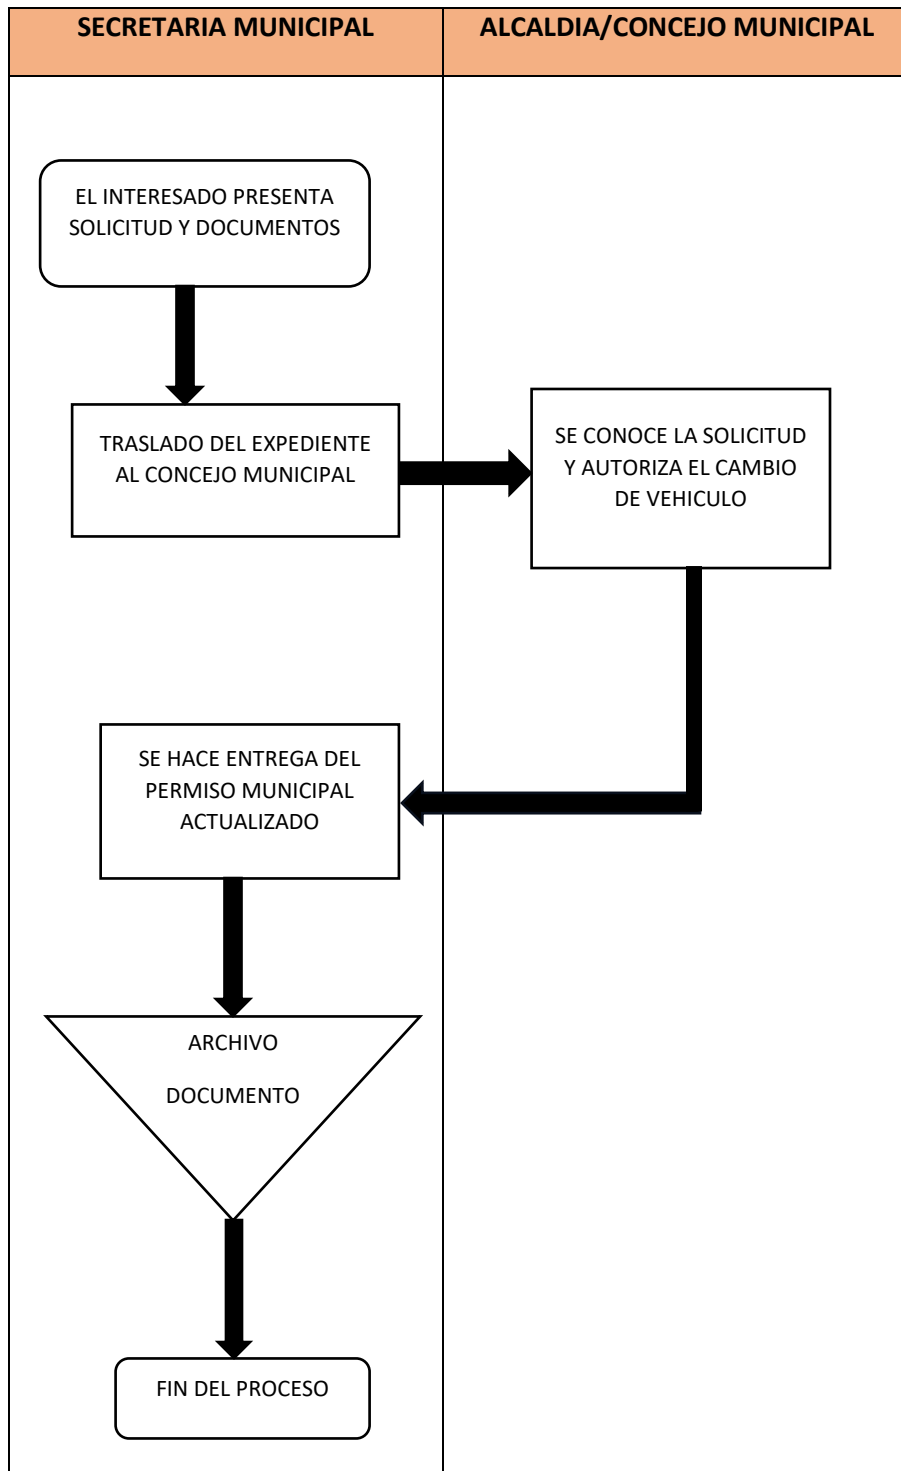 SECRETARIA MUNICIPAL
ALCALDIA/CONCEJO MUNICIPAL
EL INTERESADO PRESENTA
SOLICITUD Y DOCUMENTOS
TRASLADO DEL EXPEDIENTE
AL CONCEJO MUNICIPAL
SE CONOCE LA SOLICITUD
Y AUTORIZA EL CAMBIO
DE VEHICULO
SE HACE ENTREGA DEL
PERMISO MUNICIPAL
ACTUALIZADO
ARCHIVO
DOCUMENTO
FIN DEL PROCESO